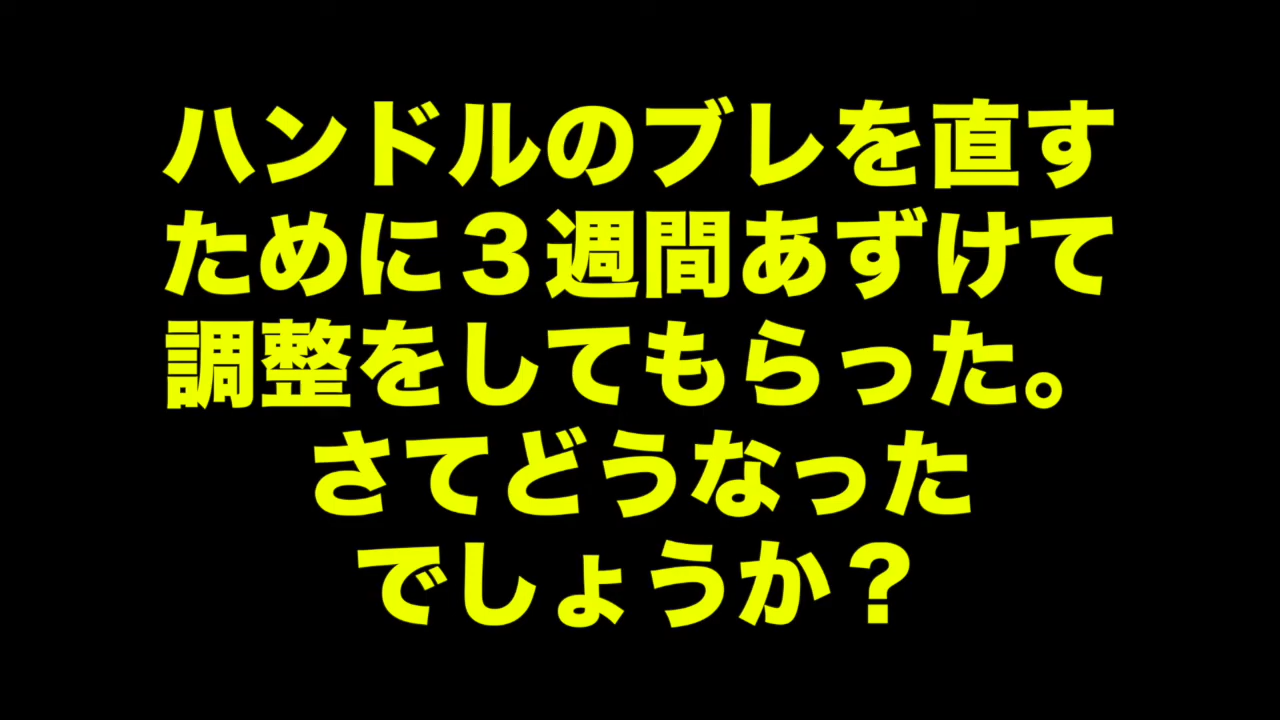 ハンドルのブレを直す
ために３週間あずけて
調整をしてもらった。
さてどうなった
でしょうか？